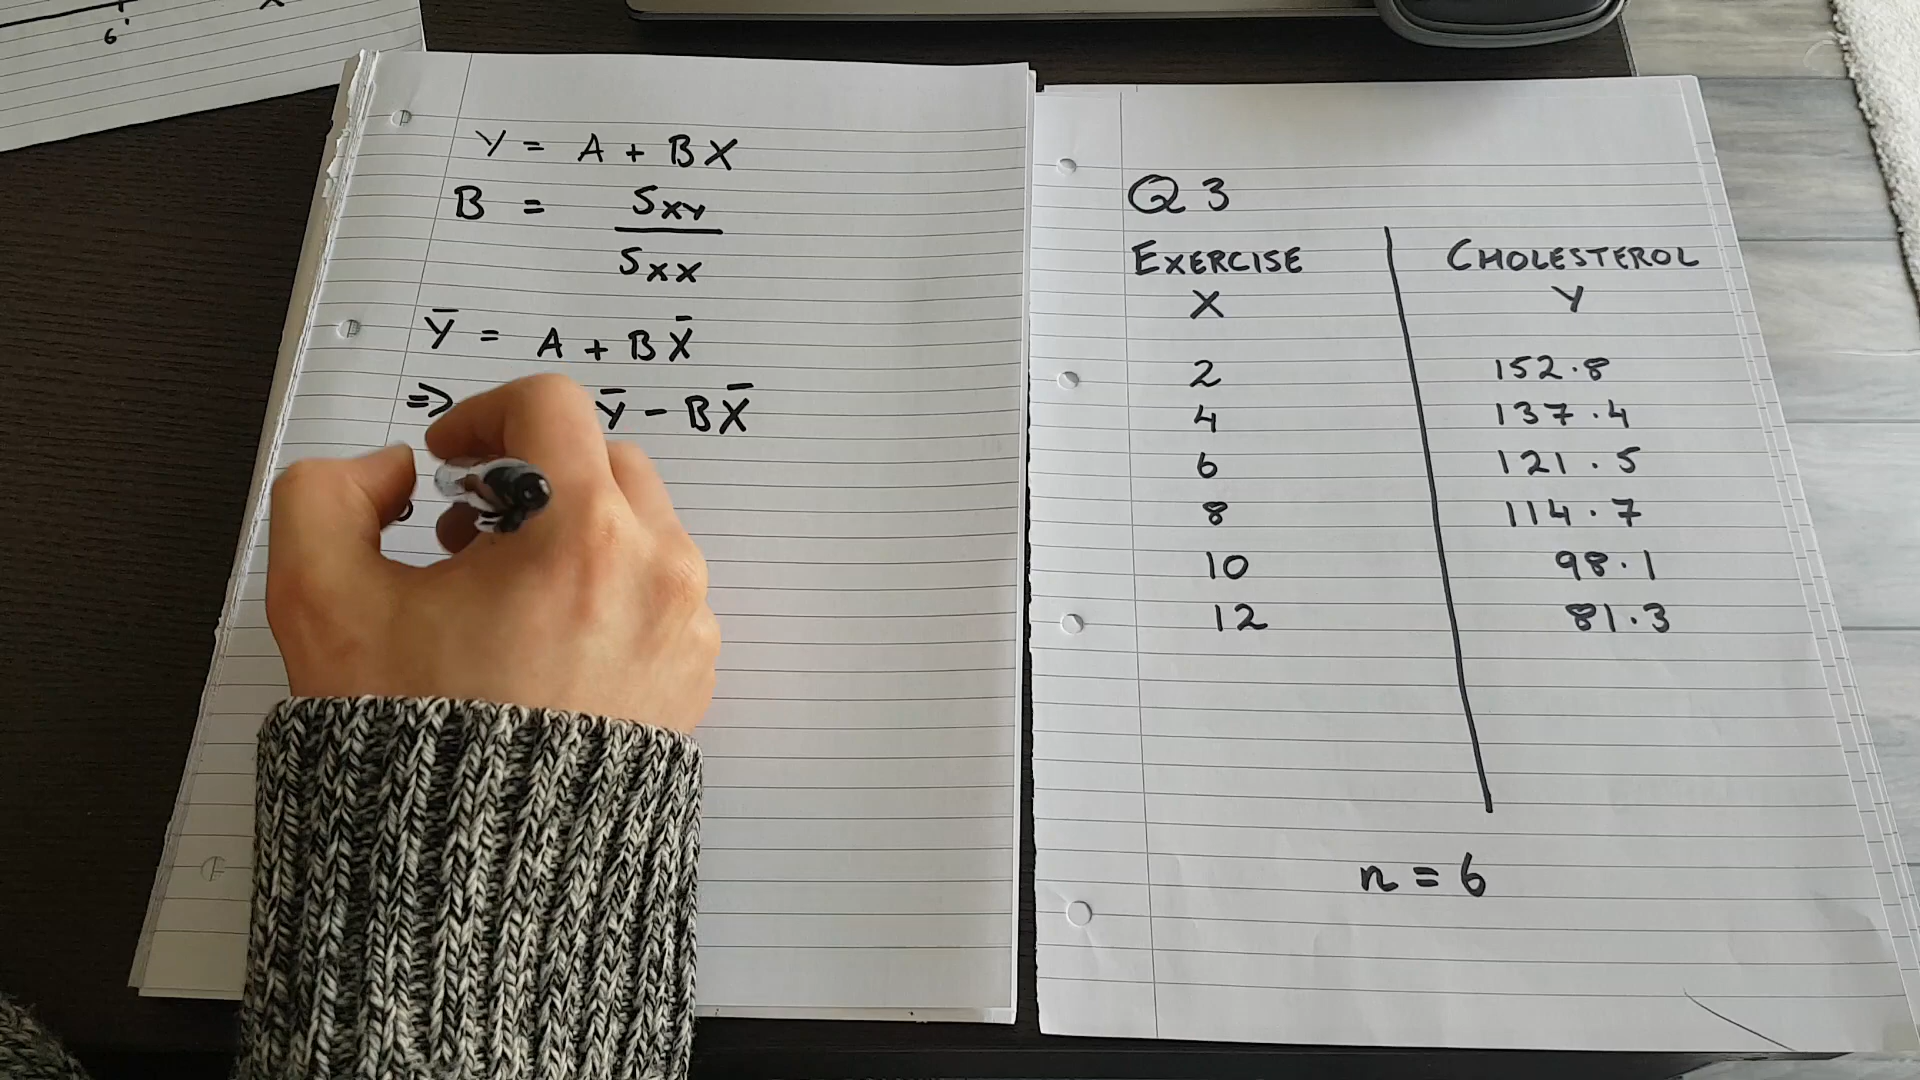 6
Y = A + BX
B = SXY
SXX
Ȳ = A + BX̄
=> Ȳ - BX̄
Q3
EXERCISE CHOLESTEROL
X Y
2 152.8
4 137.4
6 121.5
8 114.7
10 98.1
12 81.3
n = 6